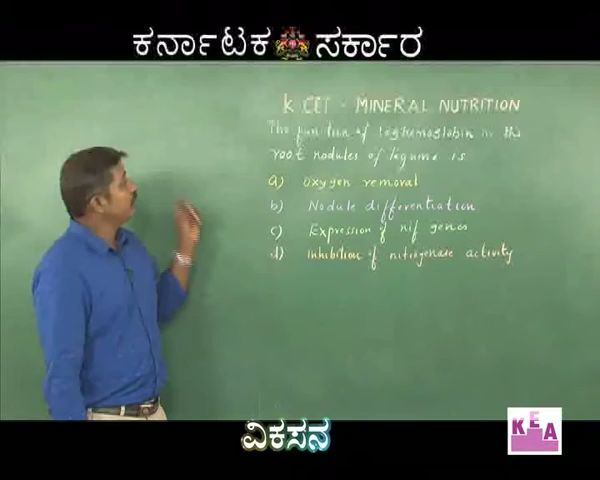 ಕರ್ನಾಟಕ ಸರ್ಕಾರ
K CET - MINERAL NUTRITION
The function of leghemoglobin in the
root nodules of legume is
a) oxygen removal
b) Nodule differentiation
c) Expression of nif genes
d) Inhibition of nitrogenase activity
ವಿಕಸನ
KEA